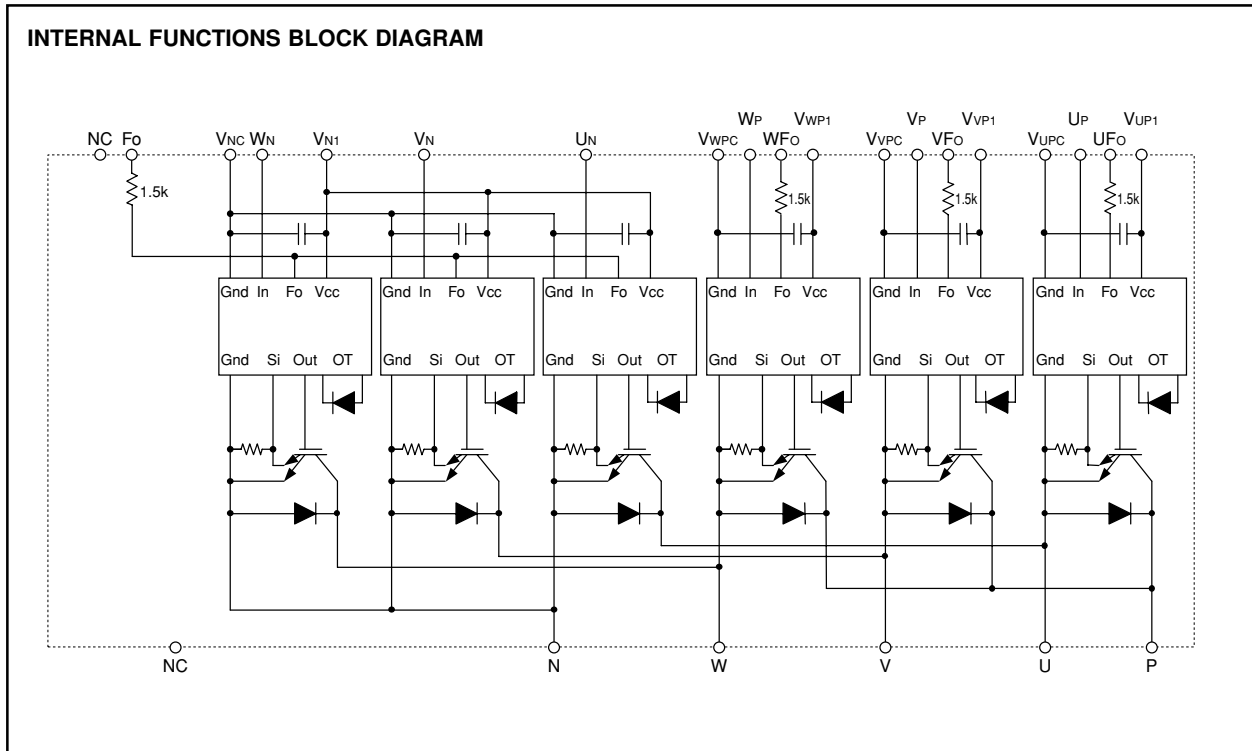 INTERNAL FUNCTIONS BLOCK DIAGRAM
WP VWP1 VP VVP1 UP VUP1
NC FO VNC WN VN1 VN UN VWPC WFO VVPC VFO VUPC UFO
1.5k 1.5k 1.5k 1.5k
Gnd In Fo Vcc Gnd In Fo Vcc Gnd In Fo Vcc Gnd In Fo Vcc Gnd In Fo Vcc Gnd In Fo Vcc
Gnd Si Out OT Gnd Si Out OT Gnd Si Out OT Gnd Si Out OT Gnd Si Out OT Gnd Si Out OT
NC N W V U P